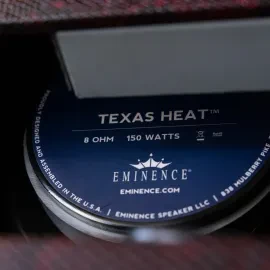 TEXAS HEAT™
8 OHM 150 WATTS
EMINENCE
EMINENCE.COM
PROUDLY DESIGNED AND ASSEMBLED IN THE U.S.A. | EMINENCE SPEAKER LLC | 838 MULBERRY PIKE